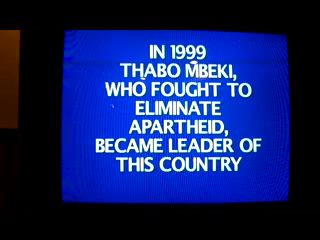 IN 1999
THABO MBEKI,
WHO FOUGHT TO
ELIMINATE
APARTHEID,
BECAME LEADER OF
THIS COUNTRY